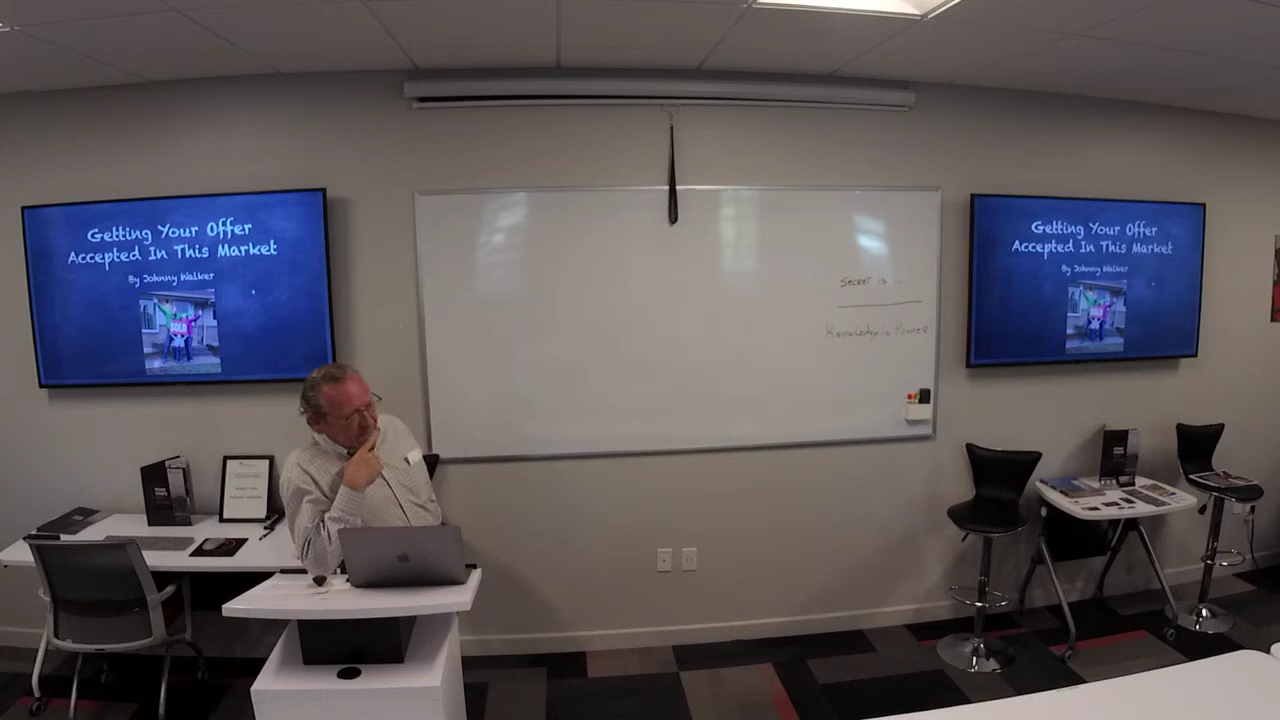 Getting Your Offer
Accepted In This Market
By Johnny Walker
SOLD
Secret is ...
Knowledge is Power
Getting Your Offer
Accepted In This Market
By Johnny Walker